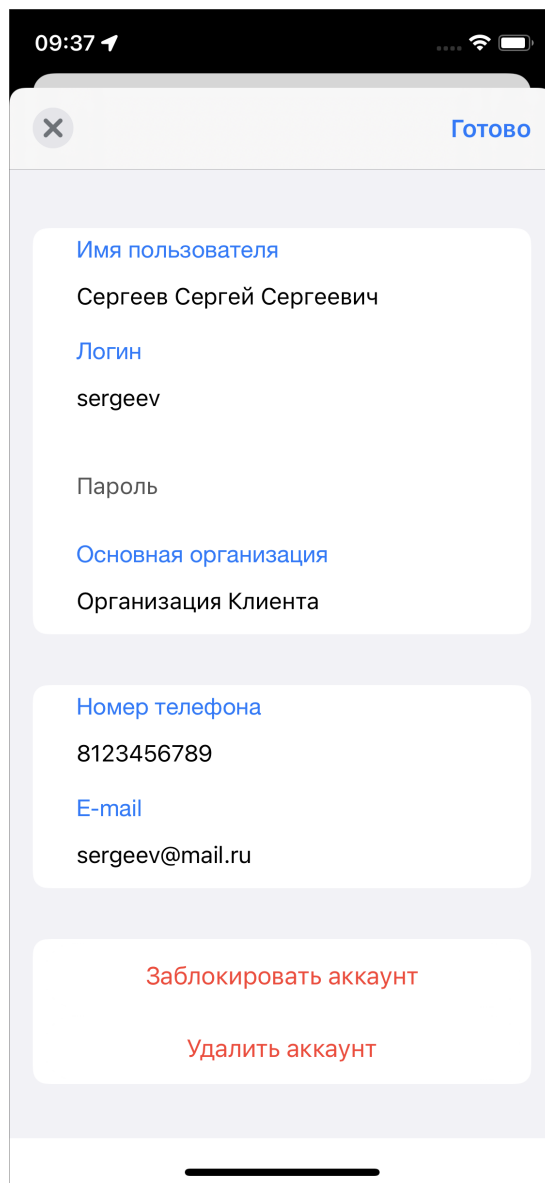 09:37
Готово
Имя пользователя
Сергеев Сергей Сергеевич
Логин
sergeev
Пароль
Основная организация
Организация Клиента
Номер телефона
8123456789
E-mail
sergeev@mail.ru
Заблокировать аккаунт
Удалить аккаунт